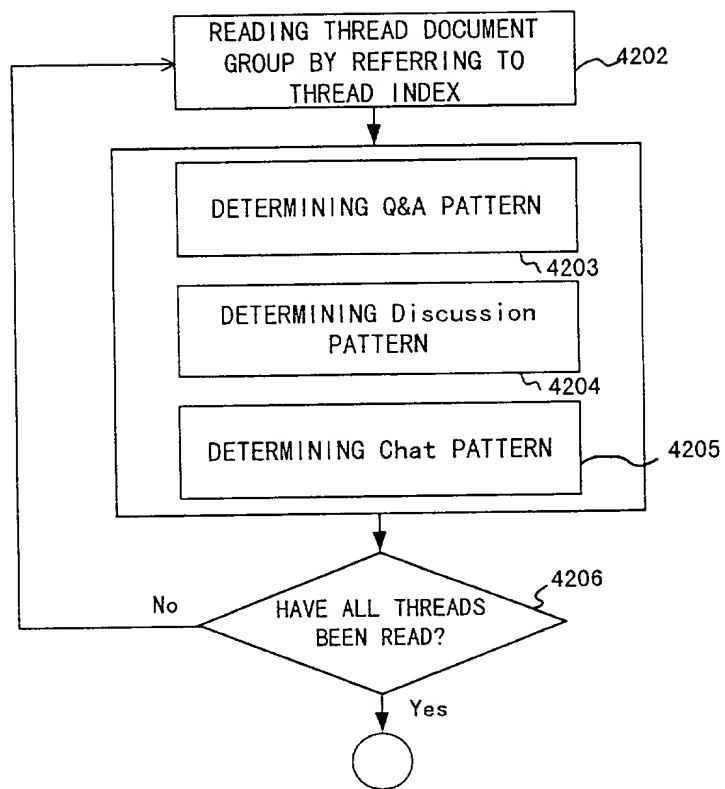 READING THREAD DOCUMENT
GROUP BY REFERRING TO
THREAD INDEX
4202
DETERMINING Q&A PATTERN
4203
DETERMINING Discussion
PATTERN
4204
DETERMINING Chat PATTERN
4205
4206
No
HAVE ALL THREADS
BEEN READ?
Yes